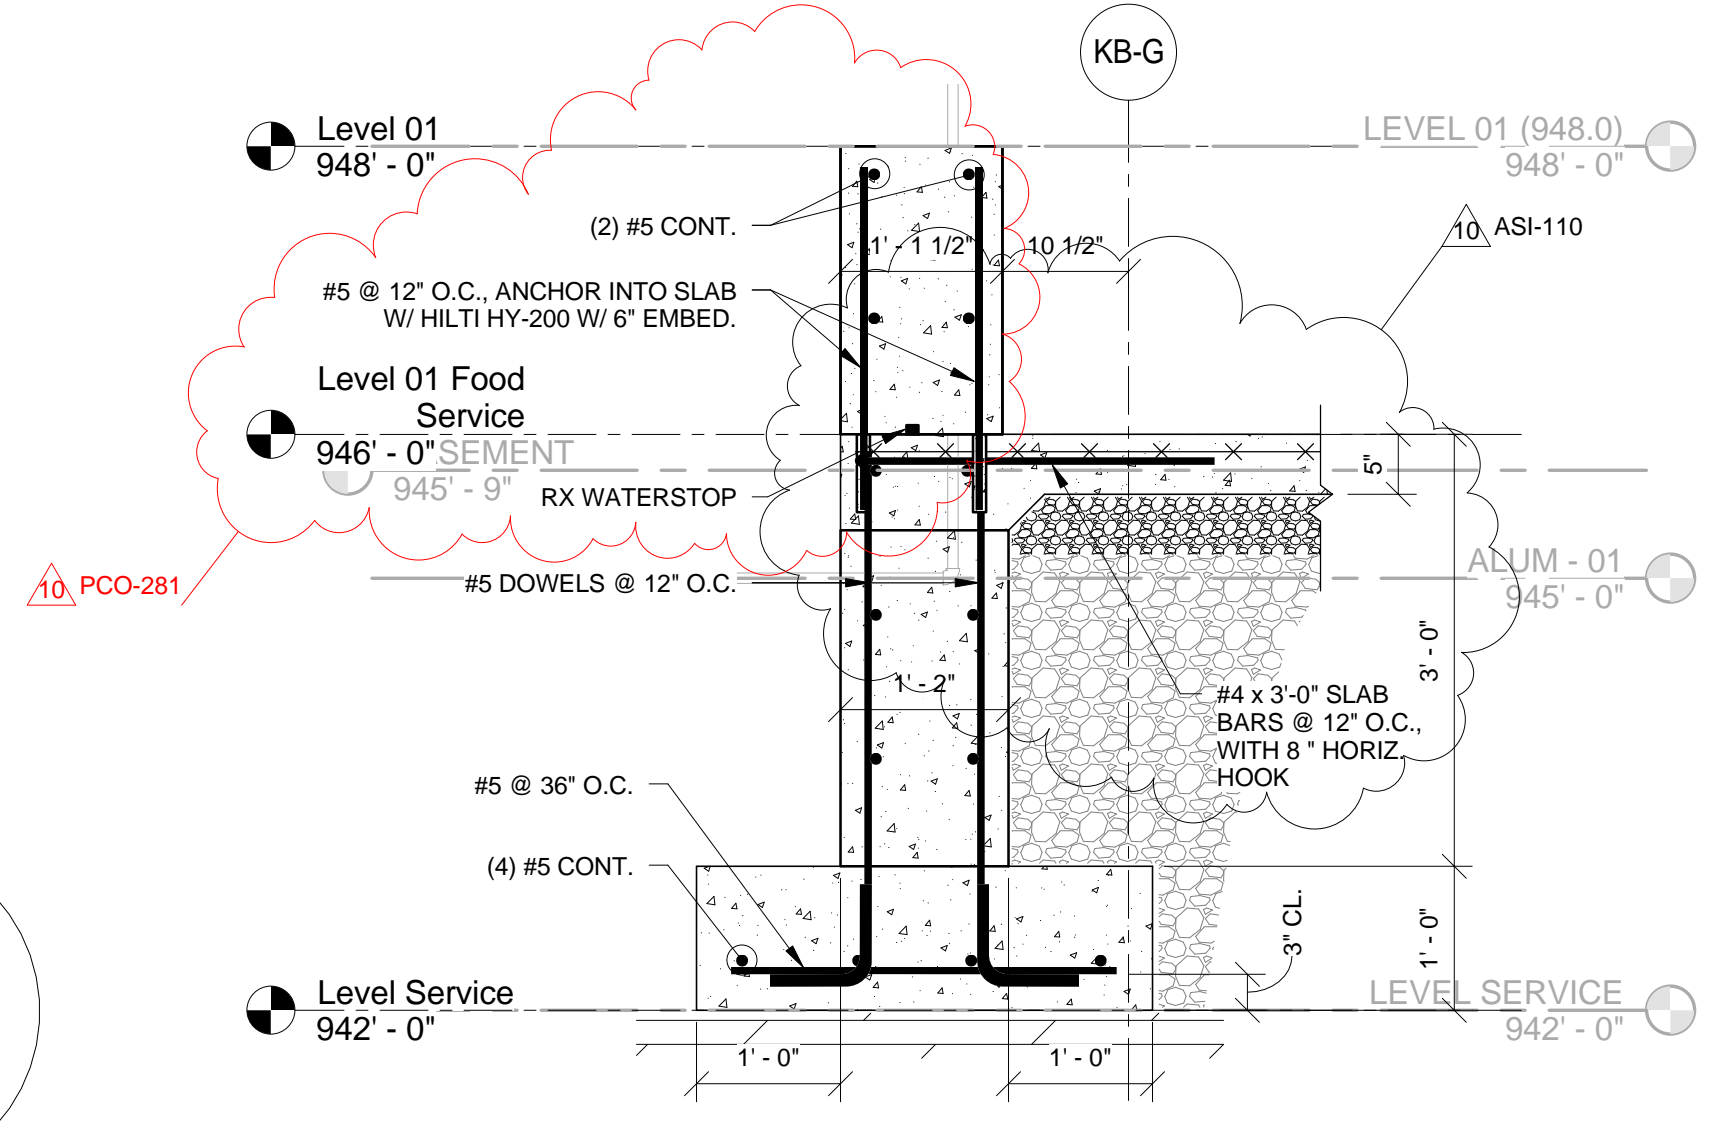 KB-G
Level 01
948' - 0"
LEVEL 01 (948.0)
948' - 0"
(2) #5 CONT.
10 ASI-110
1' - 1 1/2"
10 1/2"
#5 @ 12" O.C., ANCHOR INTO SLAB
W/ HILTI HY-200 W/ 6" EMBED.
Level 01 Food
Service
946' - 0"
SEMENT
945' - 9"
5"
RX WATERSTOP
10 PCO-281
#5 DOWELS @ 12" O.C.
ALUM - 01
945' - 0"
3' - 0"
1' - 2"
#4 x 3'-0" SLAB
BARS @ 12" O.C.,
WITH 8 " HORIZ.
HOOK
#5 @ 36" O.C.
(4) #5 CONT.
3" CL.
1' - 0"
Level Service
942' - 0"
LEVEL SERVICE
942' - 0"
1' - 0"
1' - 0"